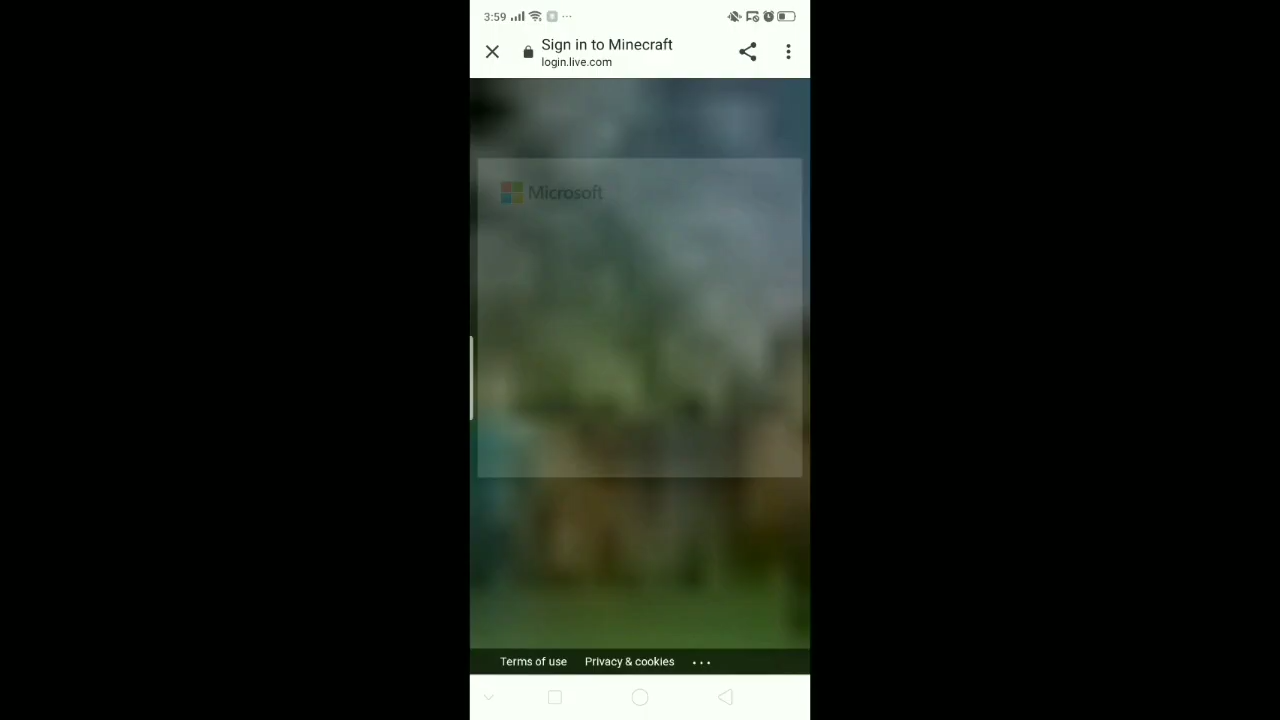 3:59
Sign in to Minecraft
login.live.com
Microsoft
Terms of use Privacy & cookies